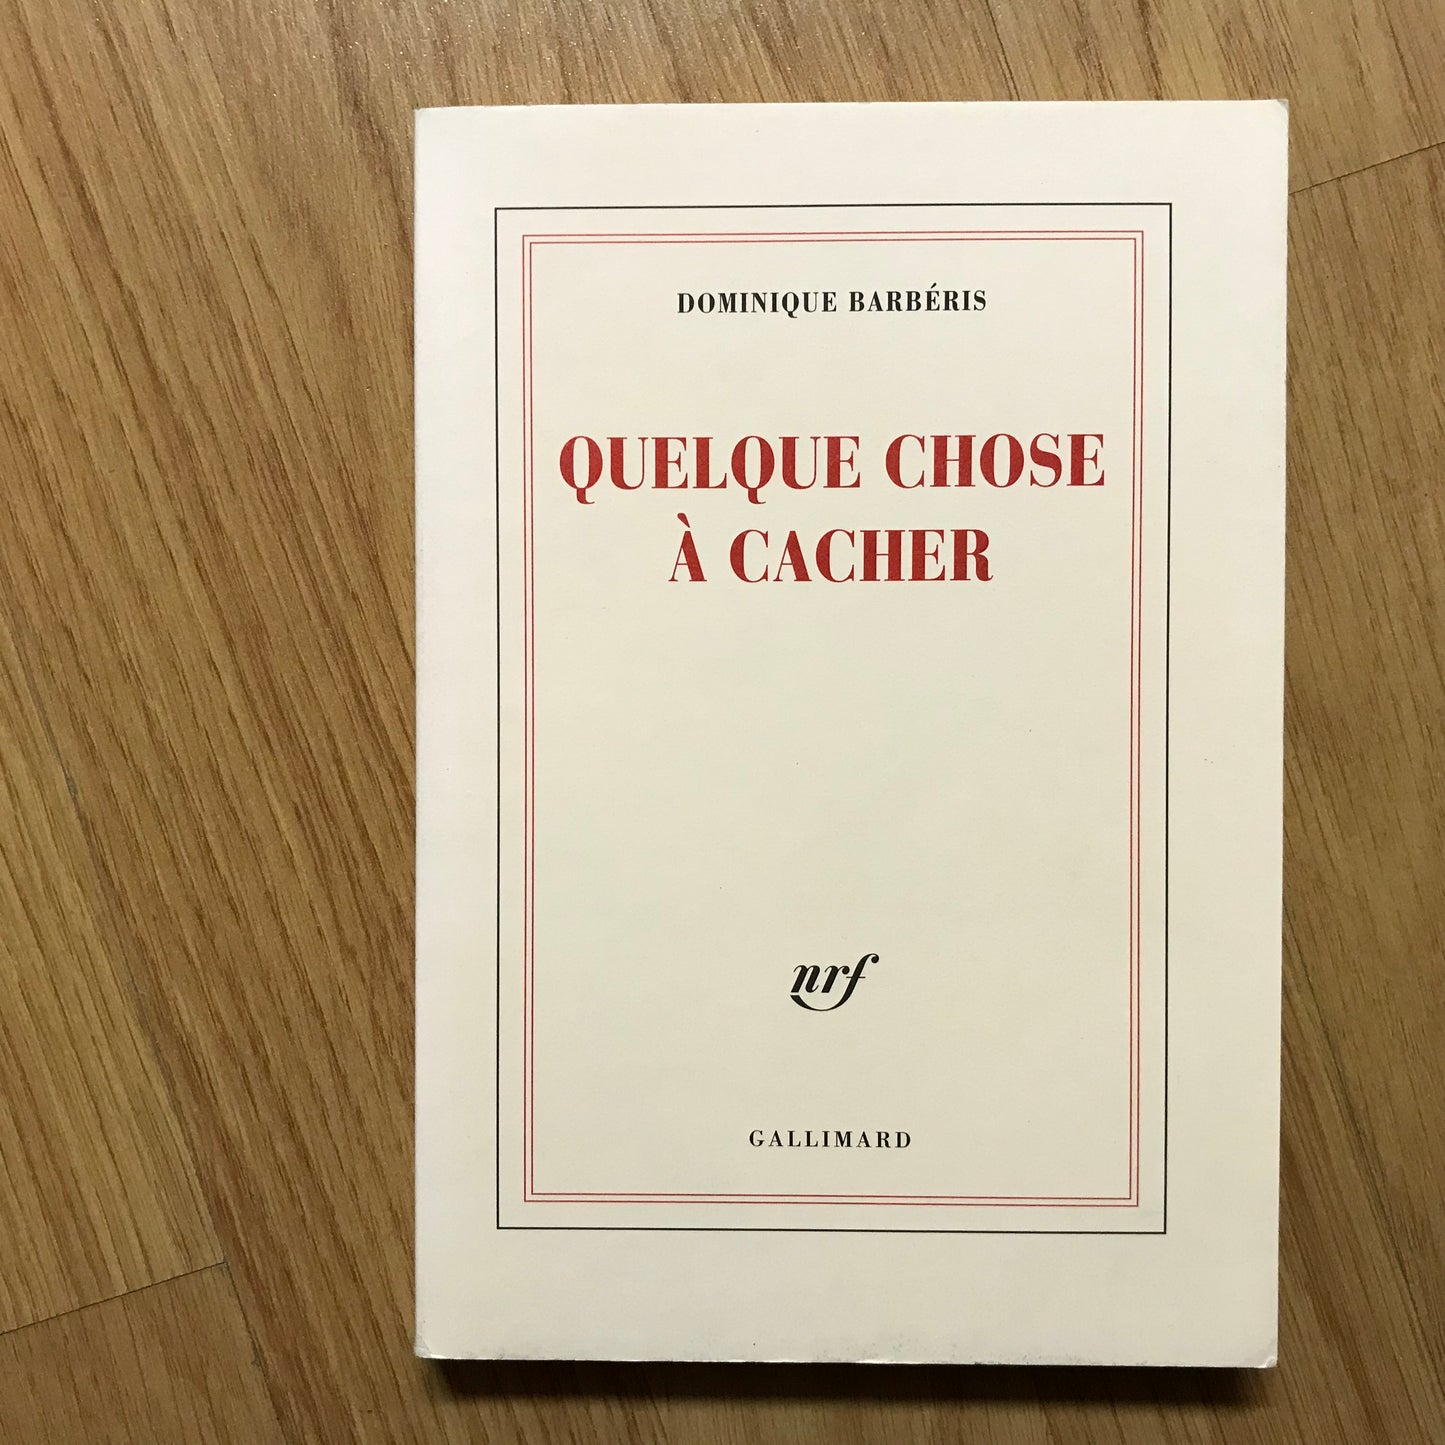 DOMINIQUE BARBÉRIS
QUELQUE CHOSE
À CACHER
nrf
GALLIMARD